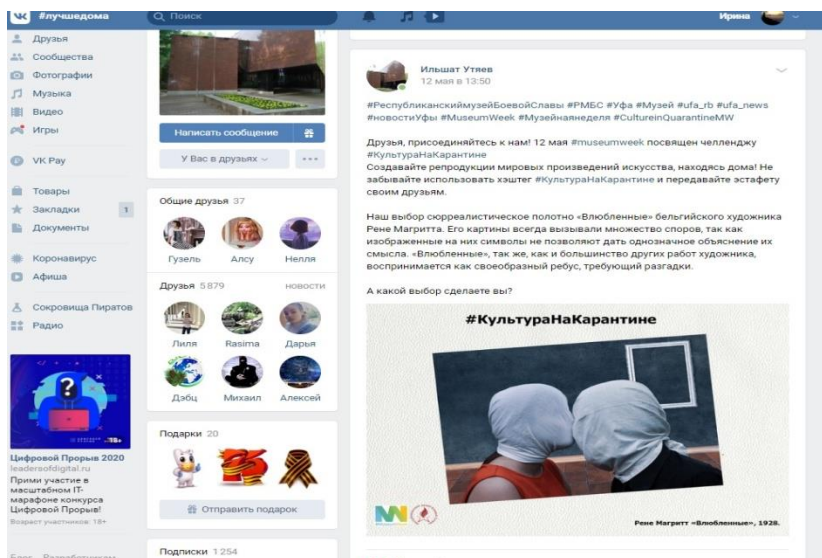 #лучшедома
Поиск
Ирина
Друзья
Сообщества
Фотографии
Музыка
Видео
Игры
VK Pay
Товары
Закладки 1
Документы
Коронавирус
Афиша
Сокровища Пиратов
Радио
Цифровой Прорыв 2020
leadersofdigital.ru
Прими участие в
масштабном IT-
марафоне конкурса
Цифровой Прорыв!
Возраст участников: 18+
Блог Разработчикам
Написать сообщение
У Вас в друзьях
Общие друзья 37
Гузель Алсу Нелля
Друзья 5 879 новости
Лиля Rasima Дарья
Дэбц Михаил Алексей
Подарки 20
Отправить подарок
Подписки 1 254
Ильшат Утяев
12 мая в 13:50
#РеспубликанскиймузейБоевойСлавы #РМБС #Уфа #Музей #ufa_rb #ufa_news
#новостиУфы #MuseumWeek #Музейнаянеделя #CultureinQuarantineMW
Друзья, присоединяйтесь к нам! 12 мая #museumweek посвящен челленджу
#КультураНаКарантине
Создавайте репродукции мировых произведений искусства, находясь дома! Не
забывайте использовать хэштег #КультураНаКарантине и передавайте эстафету
своим друзьям.
Наш выбор сюрреалистическое полотно «Влюбленные» бельгийского художника
Рене Магритта. Его картины всегда вызывали множество споров, так как
изображенные на них символы не позволяют дать однозначное объяснение их
смысла. «Влюбленные», так же, как и большинство других работ художника,
воспринимается как своеобразный ребус, требующий разгадки.
А какой выбор сделаете вы?
#КультураНаКарантине
Рене Магритт «Влюбленные», 1928.